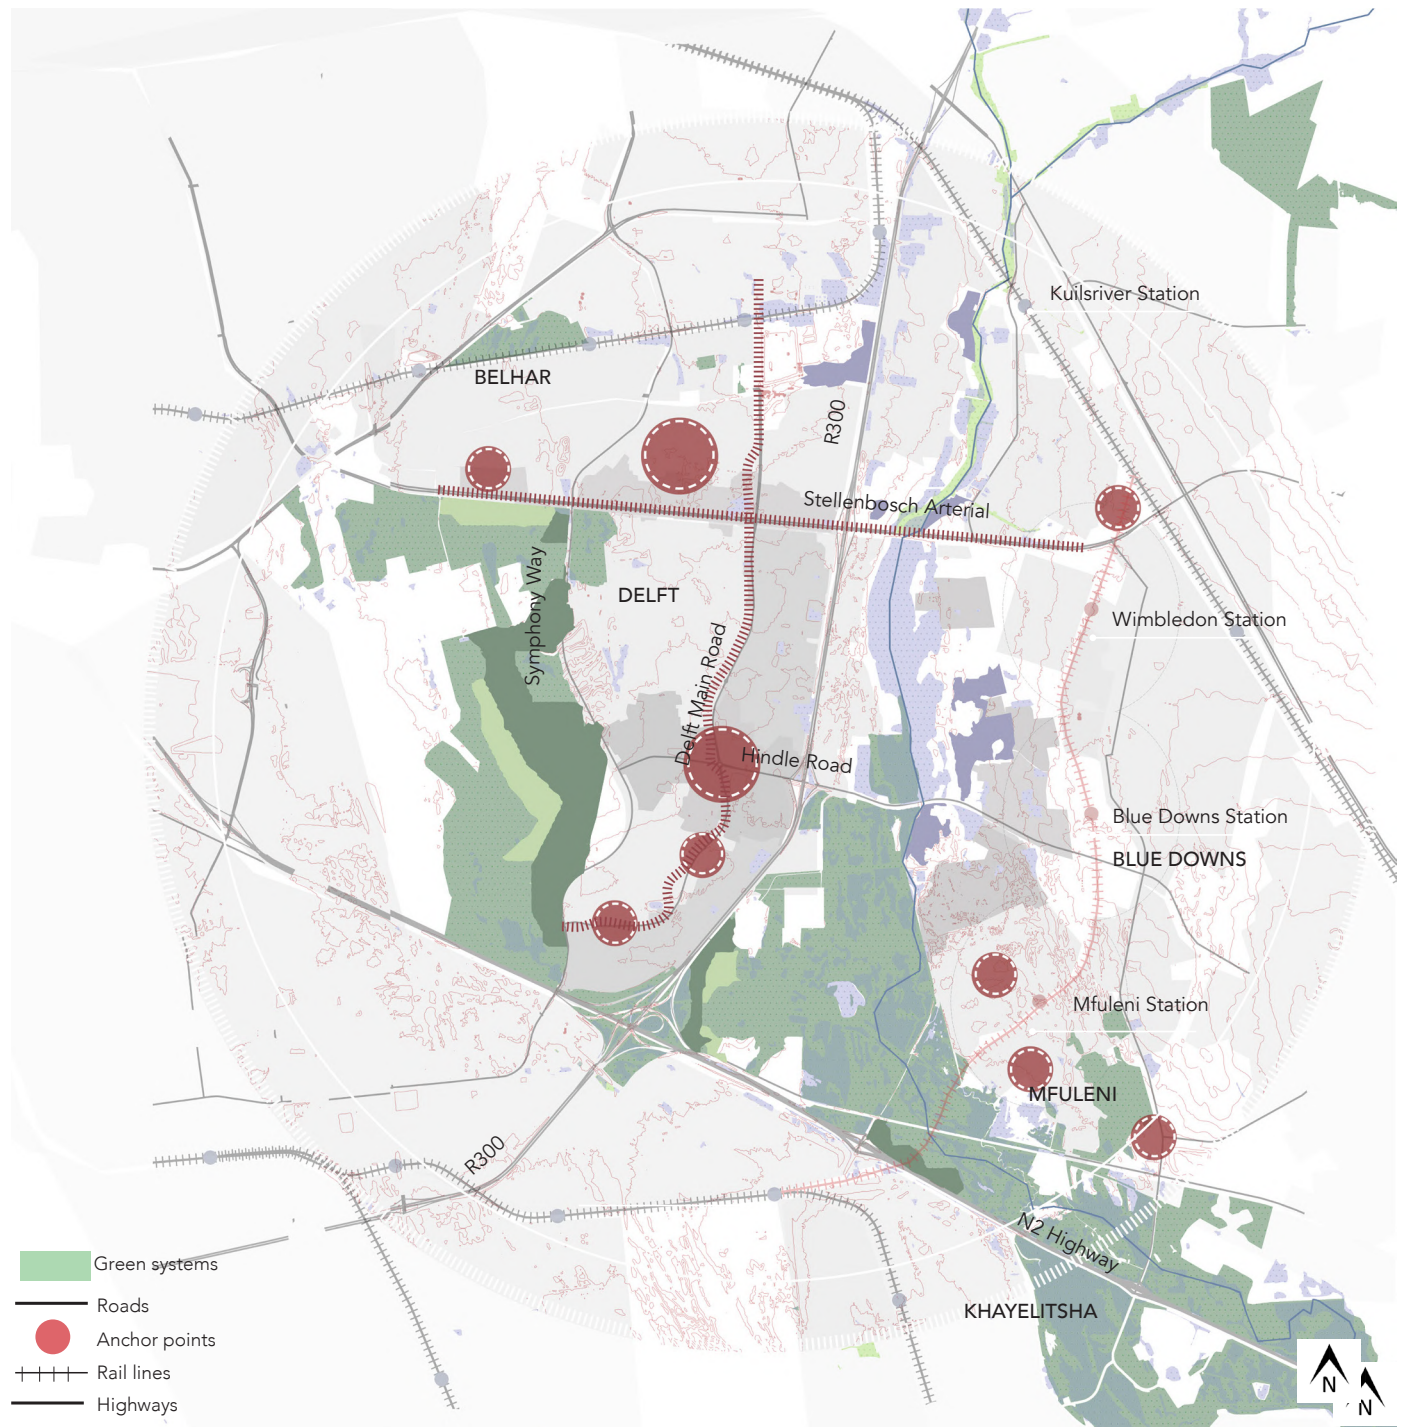 Kuilsriver Station
BELHAR
R300
Stellenbosch Arterial
Symphony Way
DELFT
Wimbledon Station
Delft Main Road
Hindle Road
Blue Downs Station
BLUE DOWNS
Mfuleni Station
MFULENI
R300
N2 Highway
KHAYELITSHA
Green systems
Roads
Anchor points
Rail lines
Highways
N
N